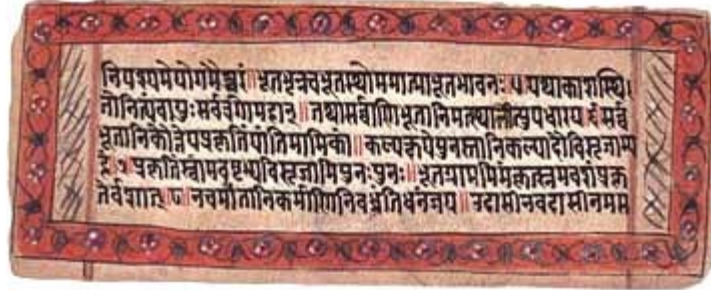 निपश्यमेयोगमैश्वरं॥भूतभृन्नचभूतस्थोममात्माभूतभावनः ५ यथाकाशस्थि
तोनित्यंवायुःसर्वत्रगोमहान्॥तथासर्वाणिभूतानिमत्स्थानीत्युपधारय ६ सर्व
भूतानिकौंतेयप्रकृतिंयांतिमामिकां॥कल्पक्षयेपुनस्तानिकल्पादौविसृजाम्य
हं ७ प्रकृतिंस्वामवष्टभ्यविसृजामिपुनःपुनः॥भूतग्राममिमंकृत्स्नमवशंप्रकृ
तेर्वशात् ८ नचमांतानिकर्माणिनिबध्नंतिधनंजय॥उदासीनवदासीनमस